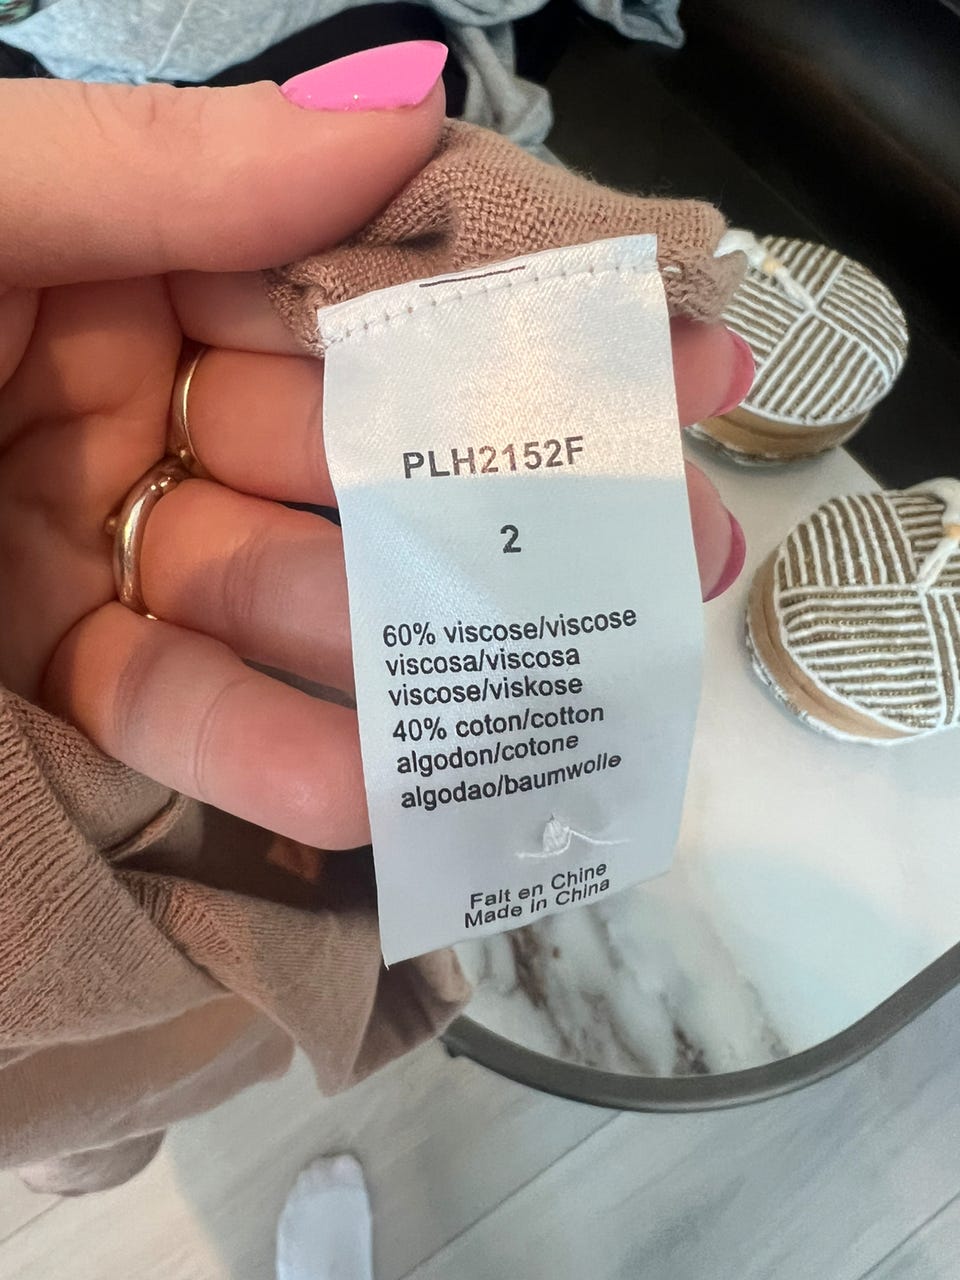 PLH2152F
2
60% viscose/viscose
viscosa/viscosa
viscose/viskose
40% coton/cotton
algodon/cotone
algodao/baumwolle
Fait en Chine
Made in China